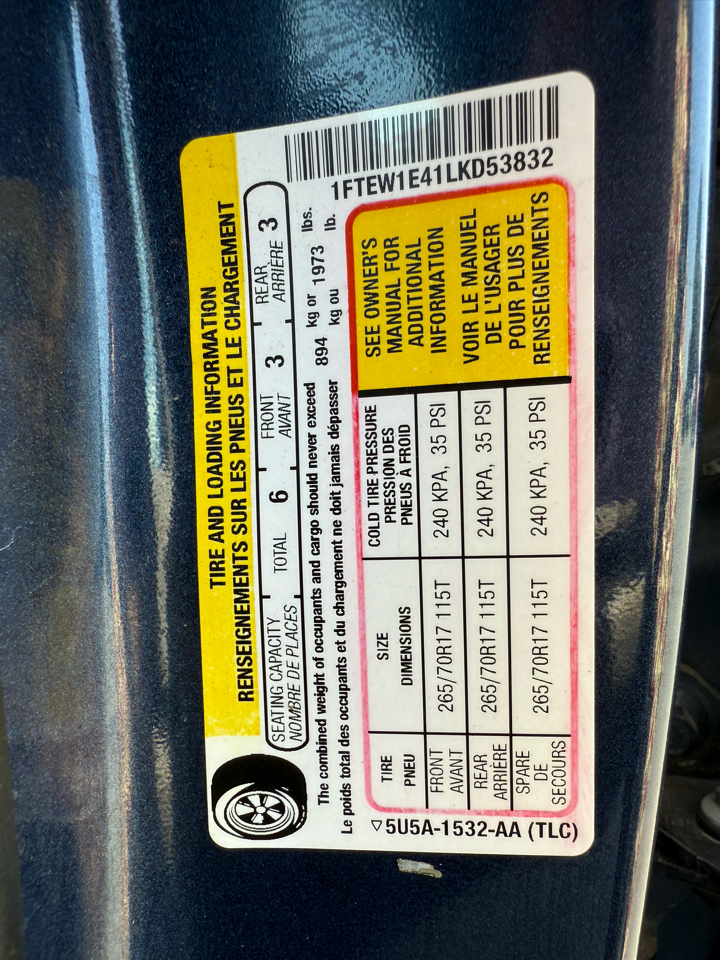 TIRE AND LOADING INFORMATION
RENSEIGNEMENTS SUR LES PNEUS ET LE CHARGEMENT
SEATING CAPACITY
NOMBRE DE PLACES
TOTAL 6
FRONT
AVANT 3
REAR
ARRIÈRE 3
The combined weight of occupants and cargo should never exceed 894 kg or 1973 lbs.
Le poids total des occupants et du chargement ne doit jamais dépasser kg ou lb.
TIRE
PNEU
SIZE
DIMENSIONS
COLD TIRE PRESSURE
PRESSION DES
PNEUS À FROID
FRONT
AVANT
265/70R17 115T
240 KPA, 35 PSI
REAR
ARRIÈRE
265/70R17 115T
240 KPA, 35 PSI
SPARE
DE
SECOURS
265/70R17 115T
240 KPA, 35 PSI
SEE OWNER'S
MANUAL FOR
ADDITIONAL
INFORMATION
VOIR LE MANUEL
DE L'USAGER
POUR PLUS DE
RENSEIGNEMENTS
▽5U5A-1532-AA (TLC)
1FTEW1E41LKD53832